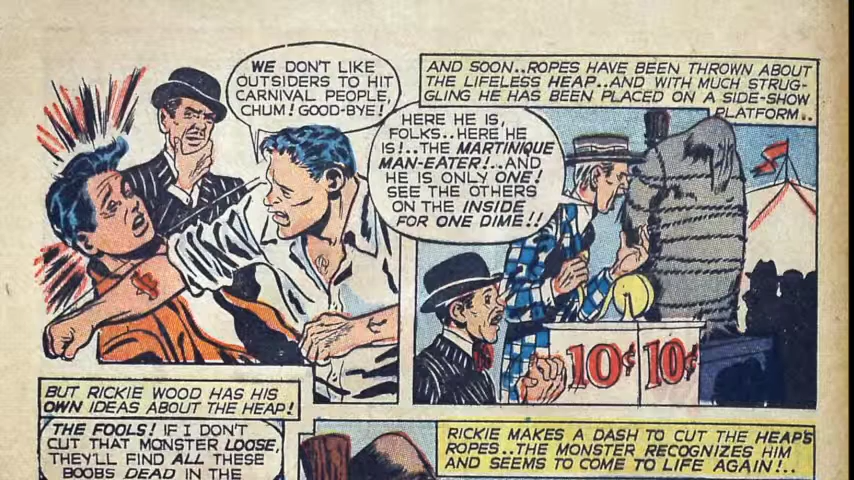 WE DON'T LIKE
OUTSIDERS TO HIT
CARNIVAL PEOPLE,
CHUM! GOOD-BYE!
AND SOON..ROPES HAVE BEEN THROWN ABOUT
THE LIFELESS HEAP..AND WITH MUCH STRUG-
GLING HE HAS BEEN PLACED ON A SIDE-SHOW
PLATFORM..
HERE HE IS,
FOLKS..HERE HE
IS!..THE MARTINIQUE
MAN-EATER!..AND
HE IS ONLY ONE!
SEE THE OTHERS
ON THE INSIDE
FOR ONE DIME!!
10¢ 10¢
BUT RICKIE WOOD HAS HIS
OWN IDEAS ABOUT THE HEAP!
THE FOOLS! IF I DON'T
CUT THAT MONSTER LOOSE,
THEY'LL FIND ALL THESE
BOOBS DEAD IN THE
RICKIE MAKES A DASH TO CUT THE HEAP'S
ROPES..THE MONSTER RECOGNIZES HIM
AND SEEMS TO COME TO LIFE AGAIN!..